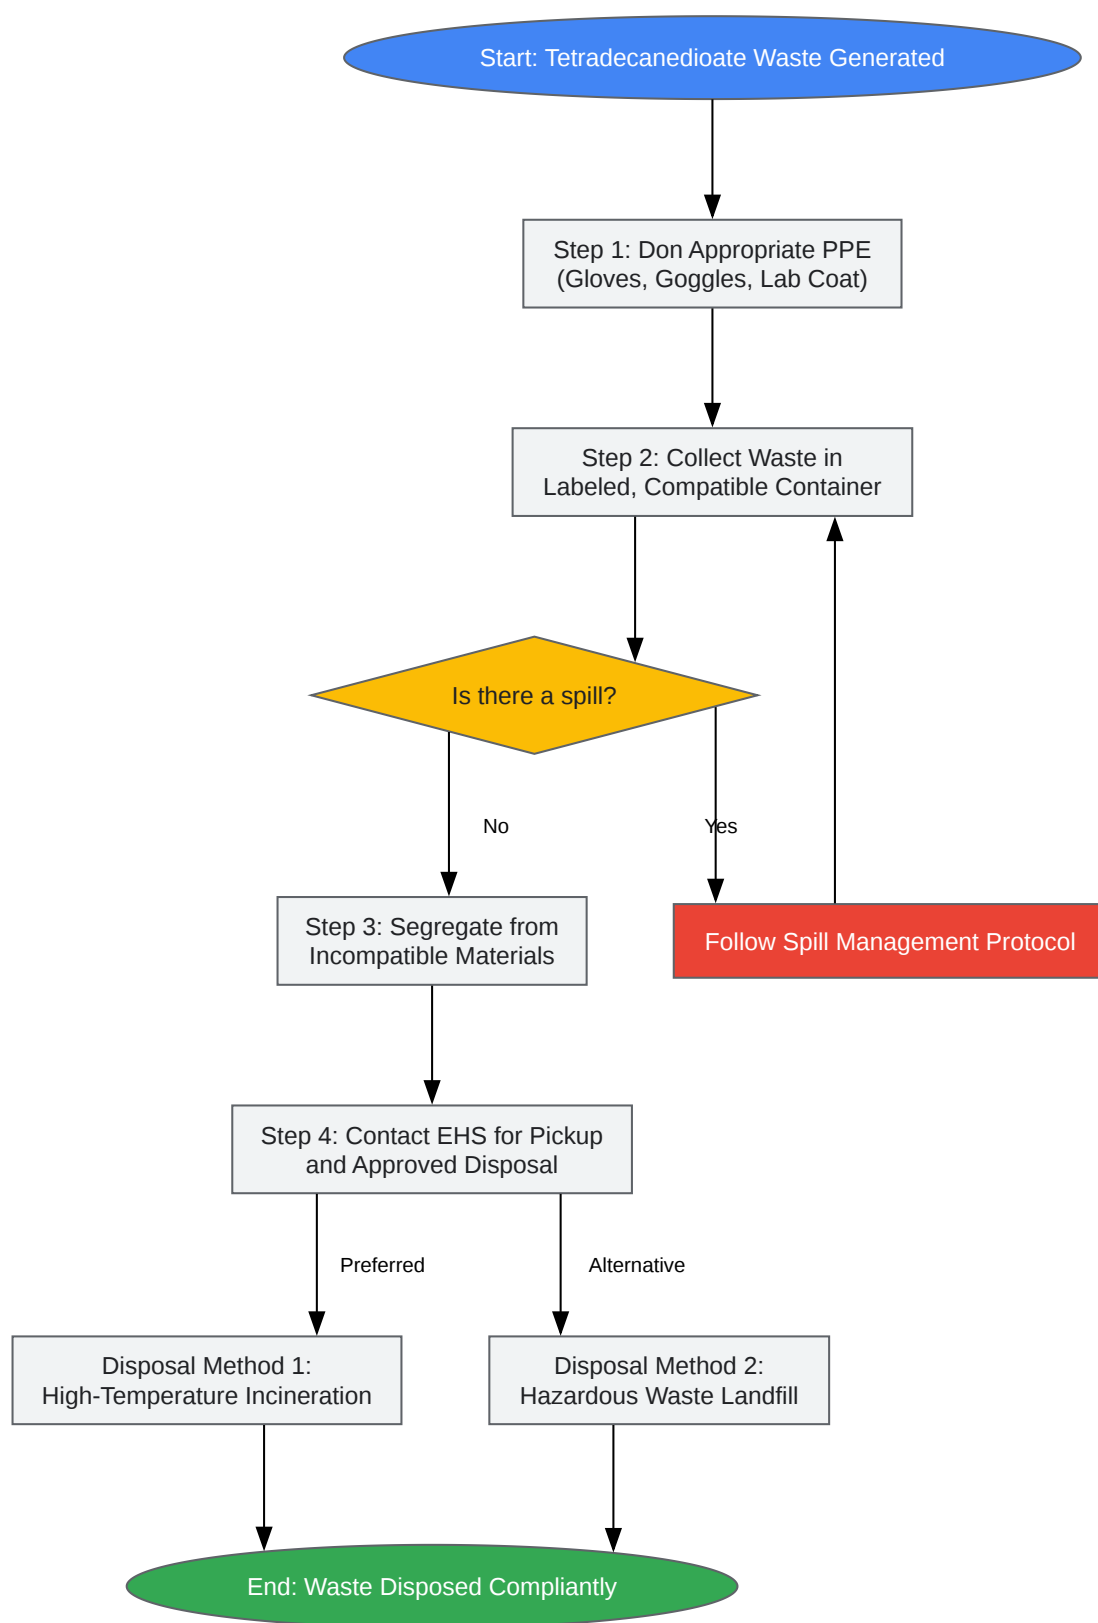 Start: Tetradecanedioate Waste Generated
Step 1: Don Appropriate PPE
(Gloves, Goggles, Lab Coat)
Step 2: Collect Waste in
Labeled, Compatible Container
Is there a spill?
No
Yes
Step 3: Segregate from
Incompatible Materials
Follow Spill Management Protocol
Step 4: Contact EHS for Pickup
and Approved Disposal
Preferred
Alternative
Disposal Method 1:
High-Temperature Incineration
Disposal Method 2:
Hazardous Waste Landfill
End: Waste Disposed Compliantly